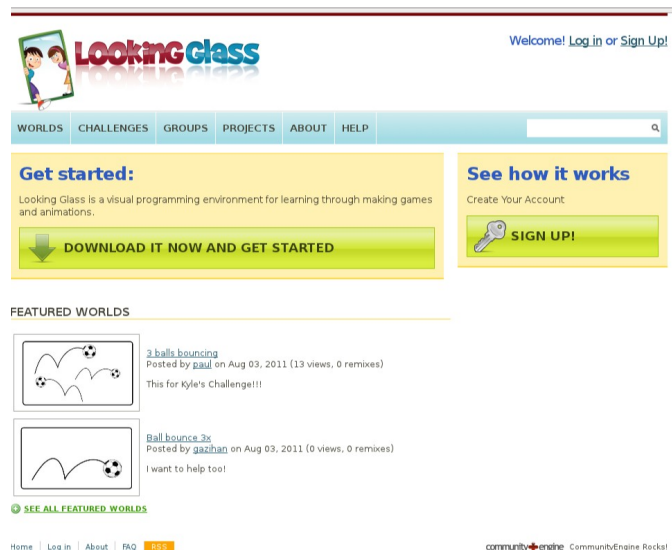 LOOKING GLASS
Welcome! Log in or Sign Up!
WORLDS CHALLENGES GROUPS PROJECTS ABOUT HELP
Get started:
Looking Glass is a visual programming environment for learning through making games
and animations.
DOWNLOAD IT NOW AND GET STARTED
See how it works
Create Your Account
SIGN UP!
FEATURED WORLDS
3 balls bouncing
Posted by paul on Aug 03, 2011 (13 views, 0 remixes)
This for Kyle's Challenge!!!
Ball bounce 3x
Posted by gazihan on Aug 03, 2011 (0 views, 0 remixes)
I want to help too!
SEE ALL FEATURED WORLDS
Home Log in About FAQ RSS
community engine CommunityEngine Rocks!